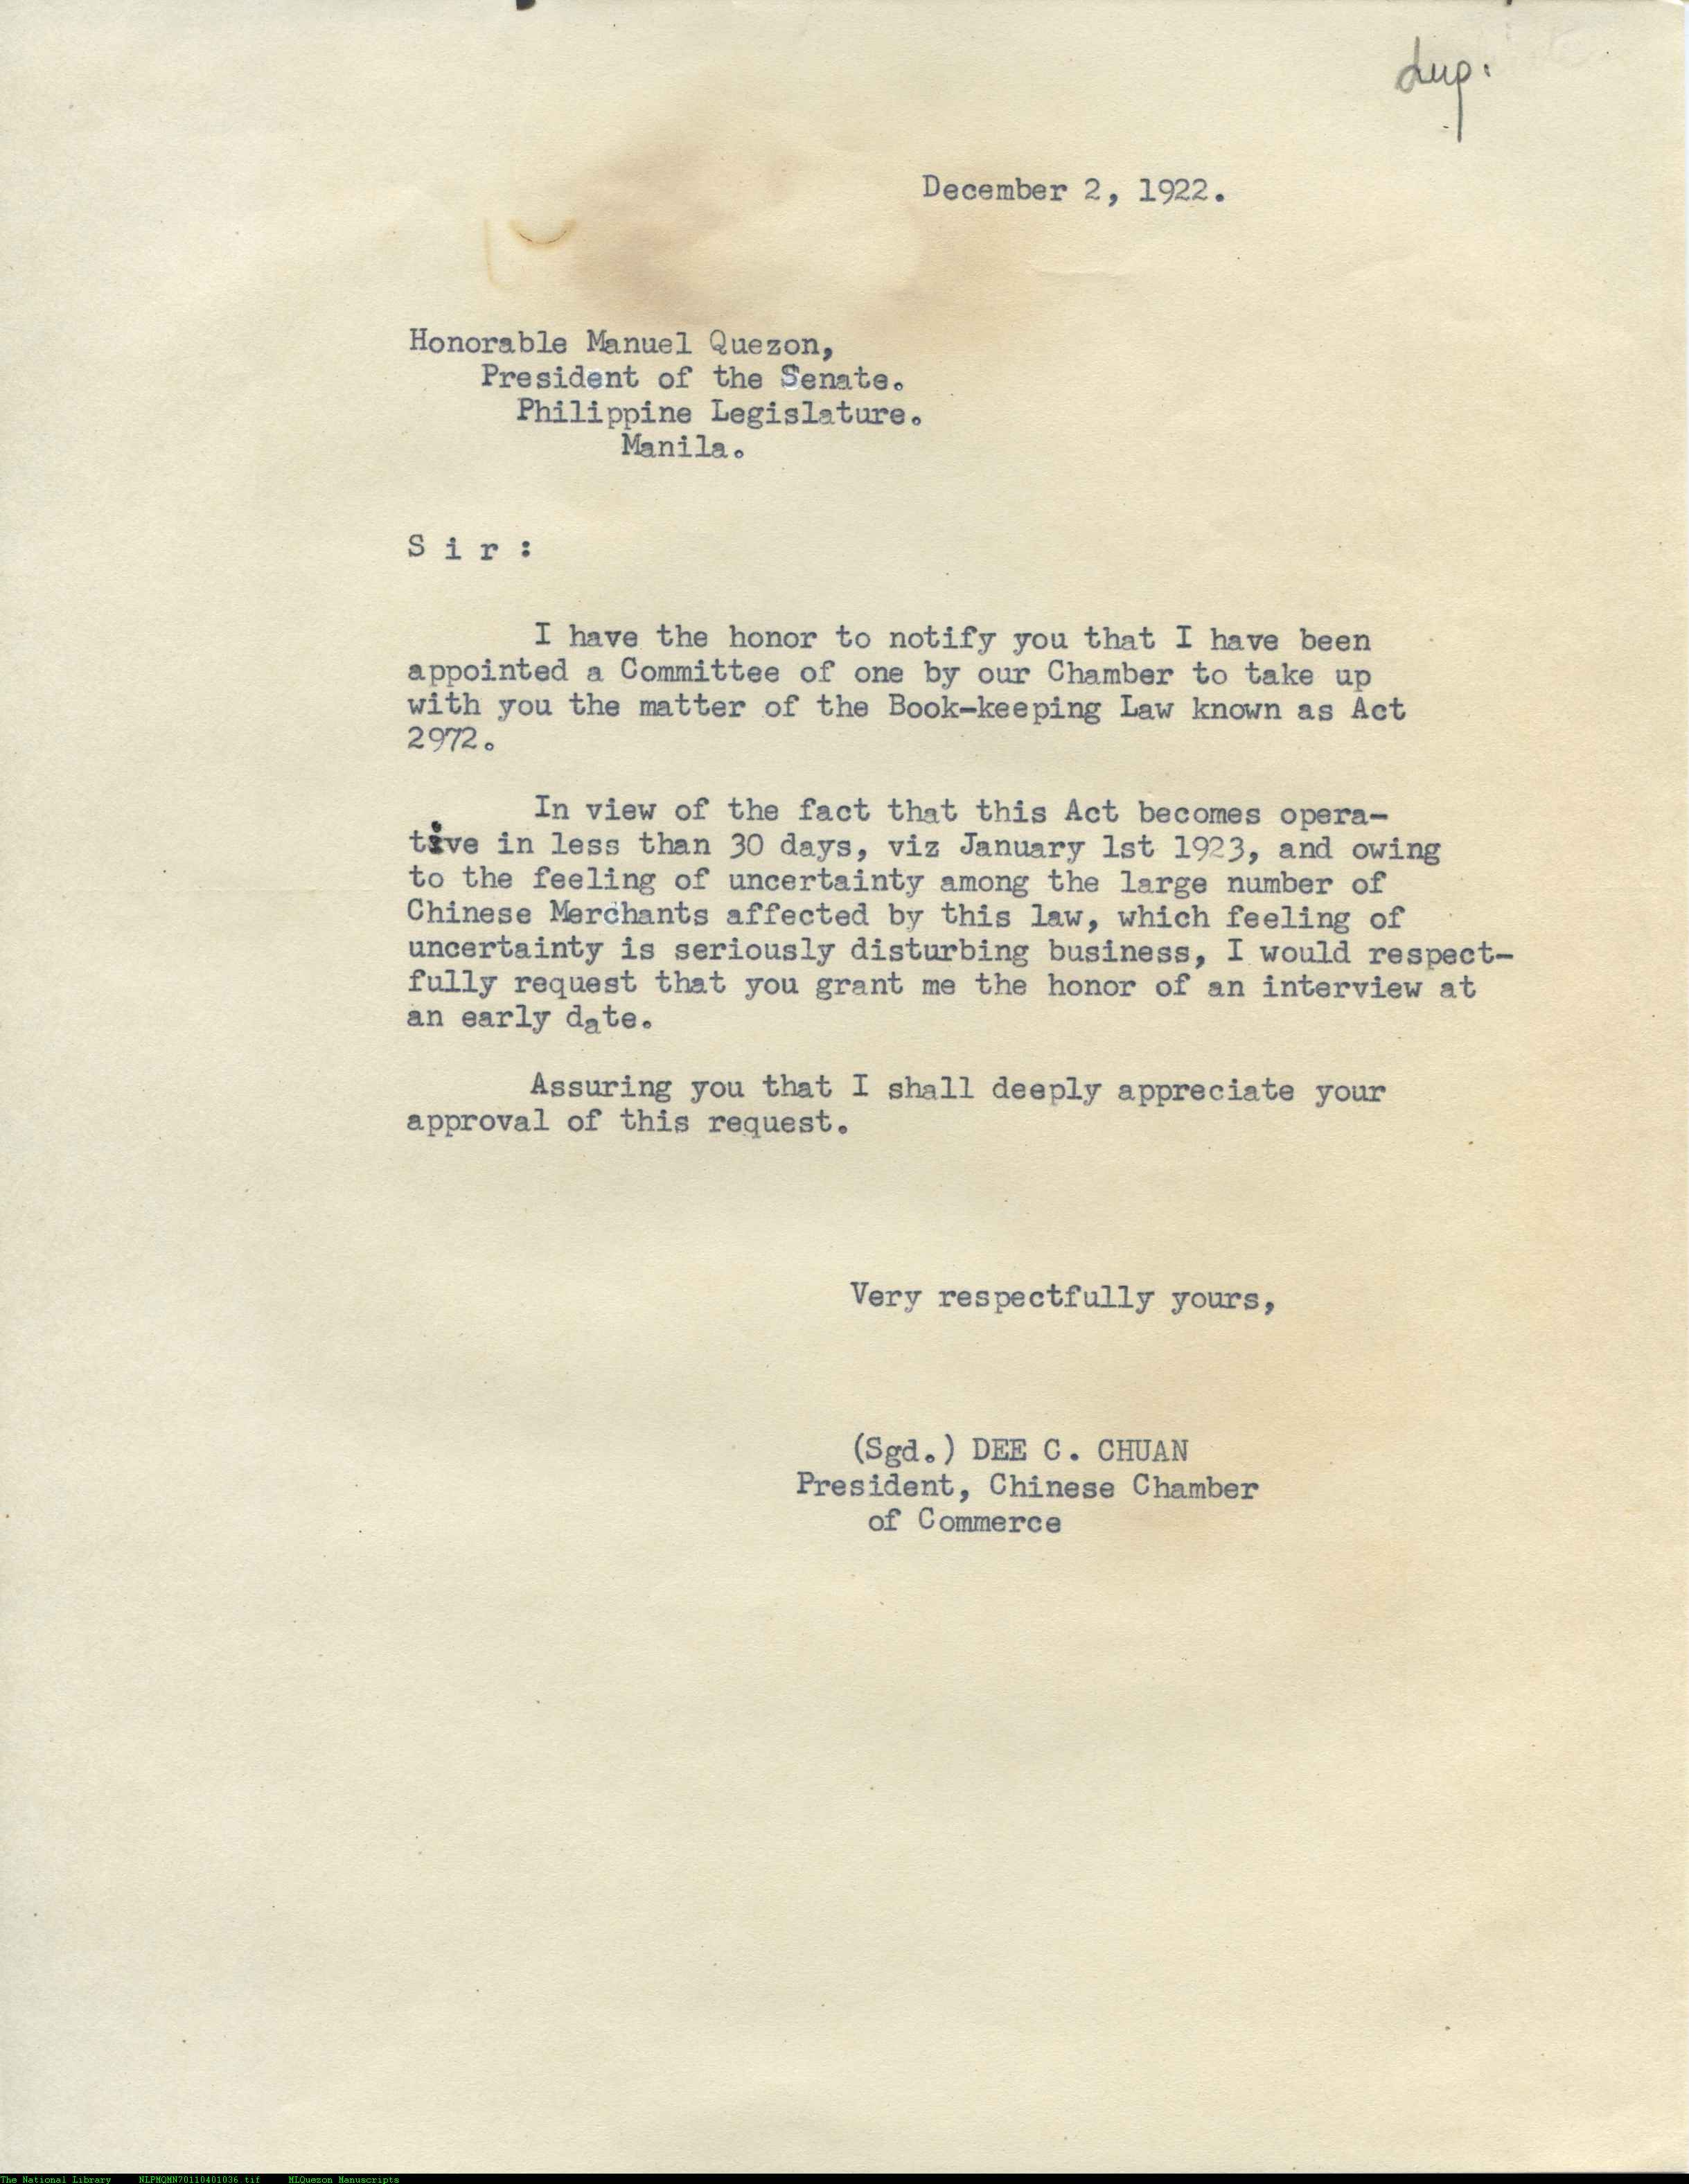 dup.
December 2, 1922.
Honorable Manuel Quezon,
President of the Senate.
Philippine Legislature.
Manila.
S i r :
I have the honor to notify you that I have been
appointed a Committee of one by our Chamber to take up
with you the matter of the Book-keeping Law known as Act
2972.
In view of the fact that this Act becomes opera-
tive in less than 30 days, viz January 1st 1923, and owing
to the feeling of uncertainty among the large number of
Chinese Merchants affected by this law, which feeling of
uncertainty is seriously disturbing business, I would respect-
fully request that you grant me the honor of an interview at
an early date.
Assuring you that I shall deeply appreciate your
approval of this request.
Very respectfully yours,
(Sgd.) DEE C. CHUAN
President, Chinese Chamber
of Commerce
The National Library NLPMQMN70110401036.tif MLQuezon Manuscripts